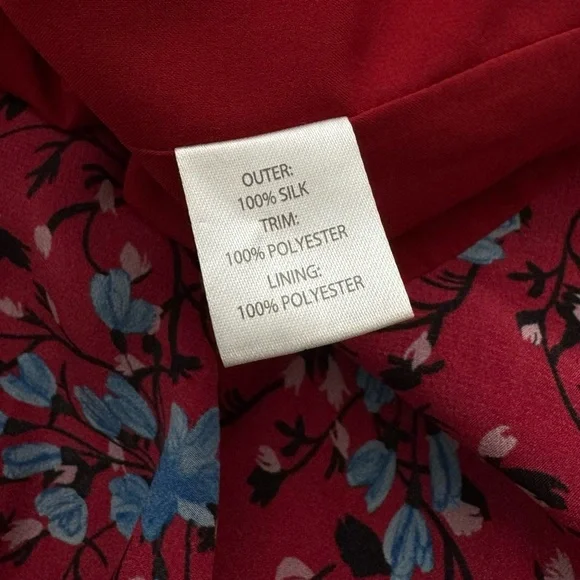 OUTER:
100% SILK
TRIM:
100% POLYESTER
LINING:
100% POLYESTER